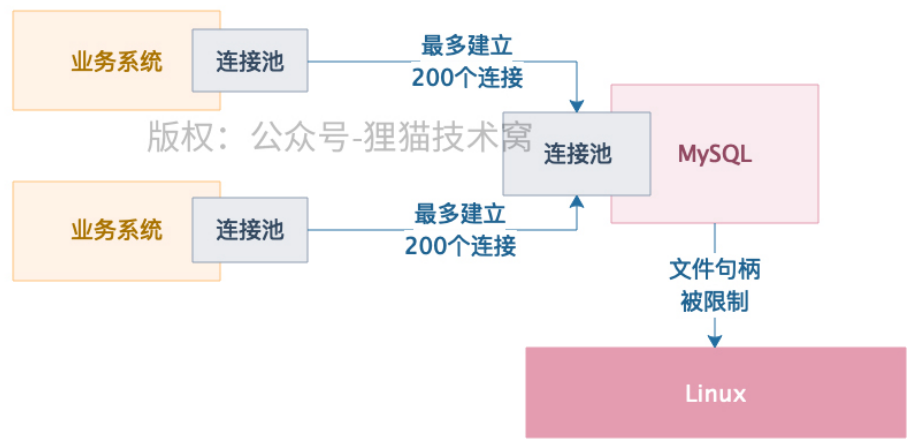 业务系统
连接池
最多建立
200个连接
版权：公众号-狸猫技术窝
连接池
MySQL
业务系统
连接池
最多建立
200个连接
文件句柄
被限制
Linux